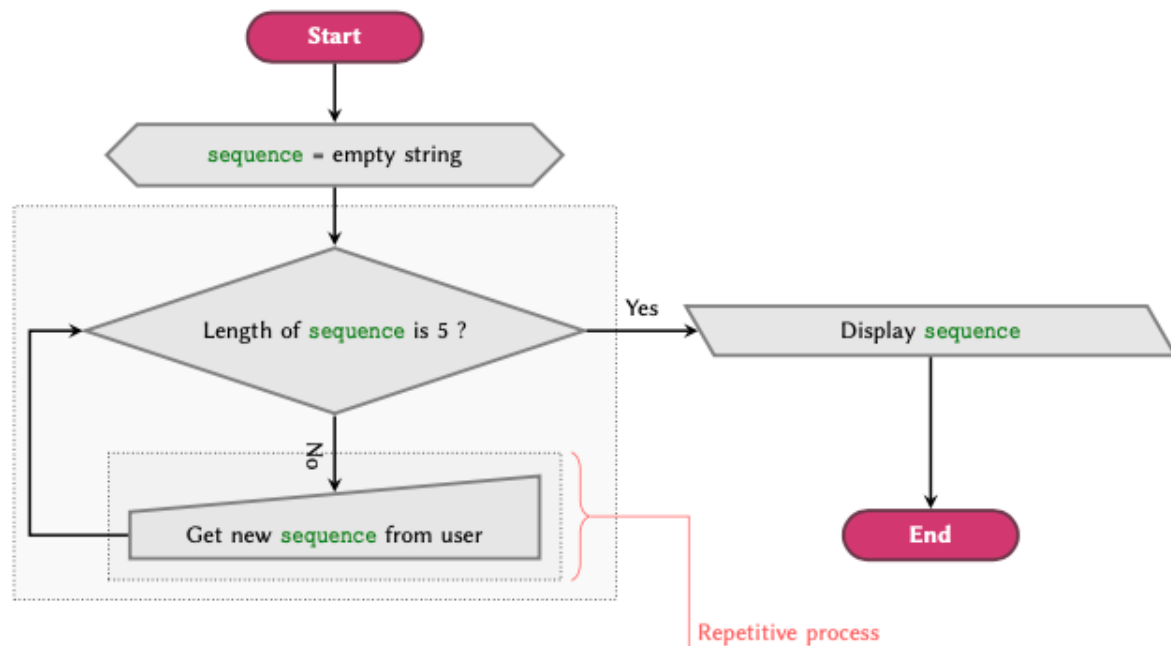 Start
sequence = empty string
Length of sequence is 5 ?
Yes
Display sequence
No
Get new sequence from user
End
Repetitive process